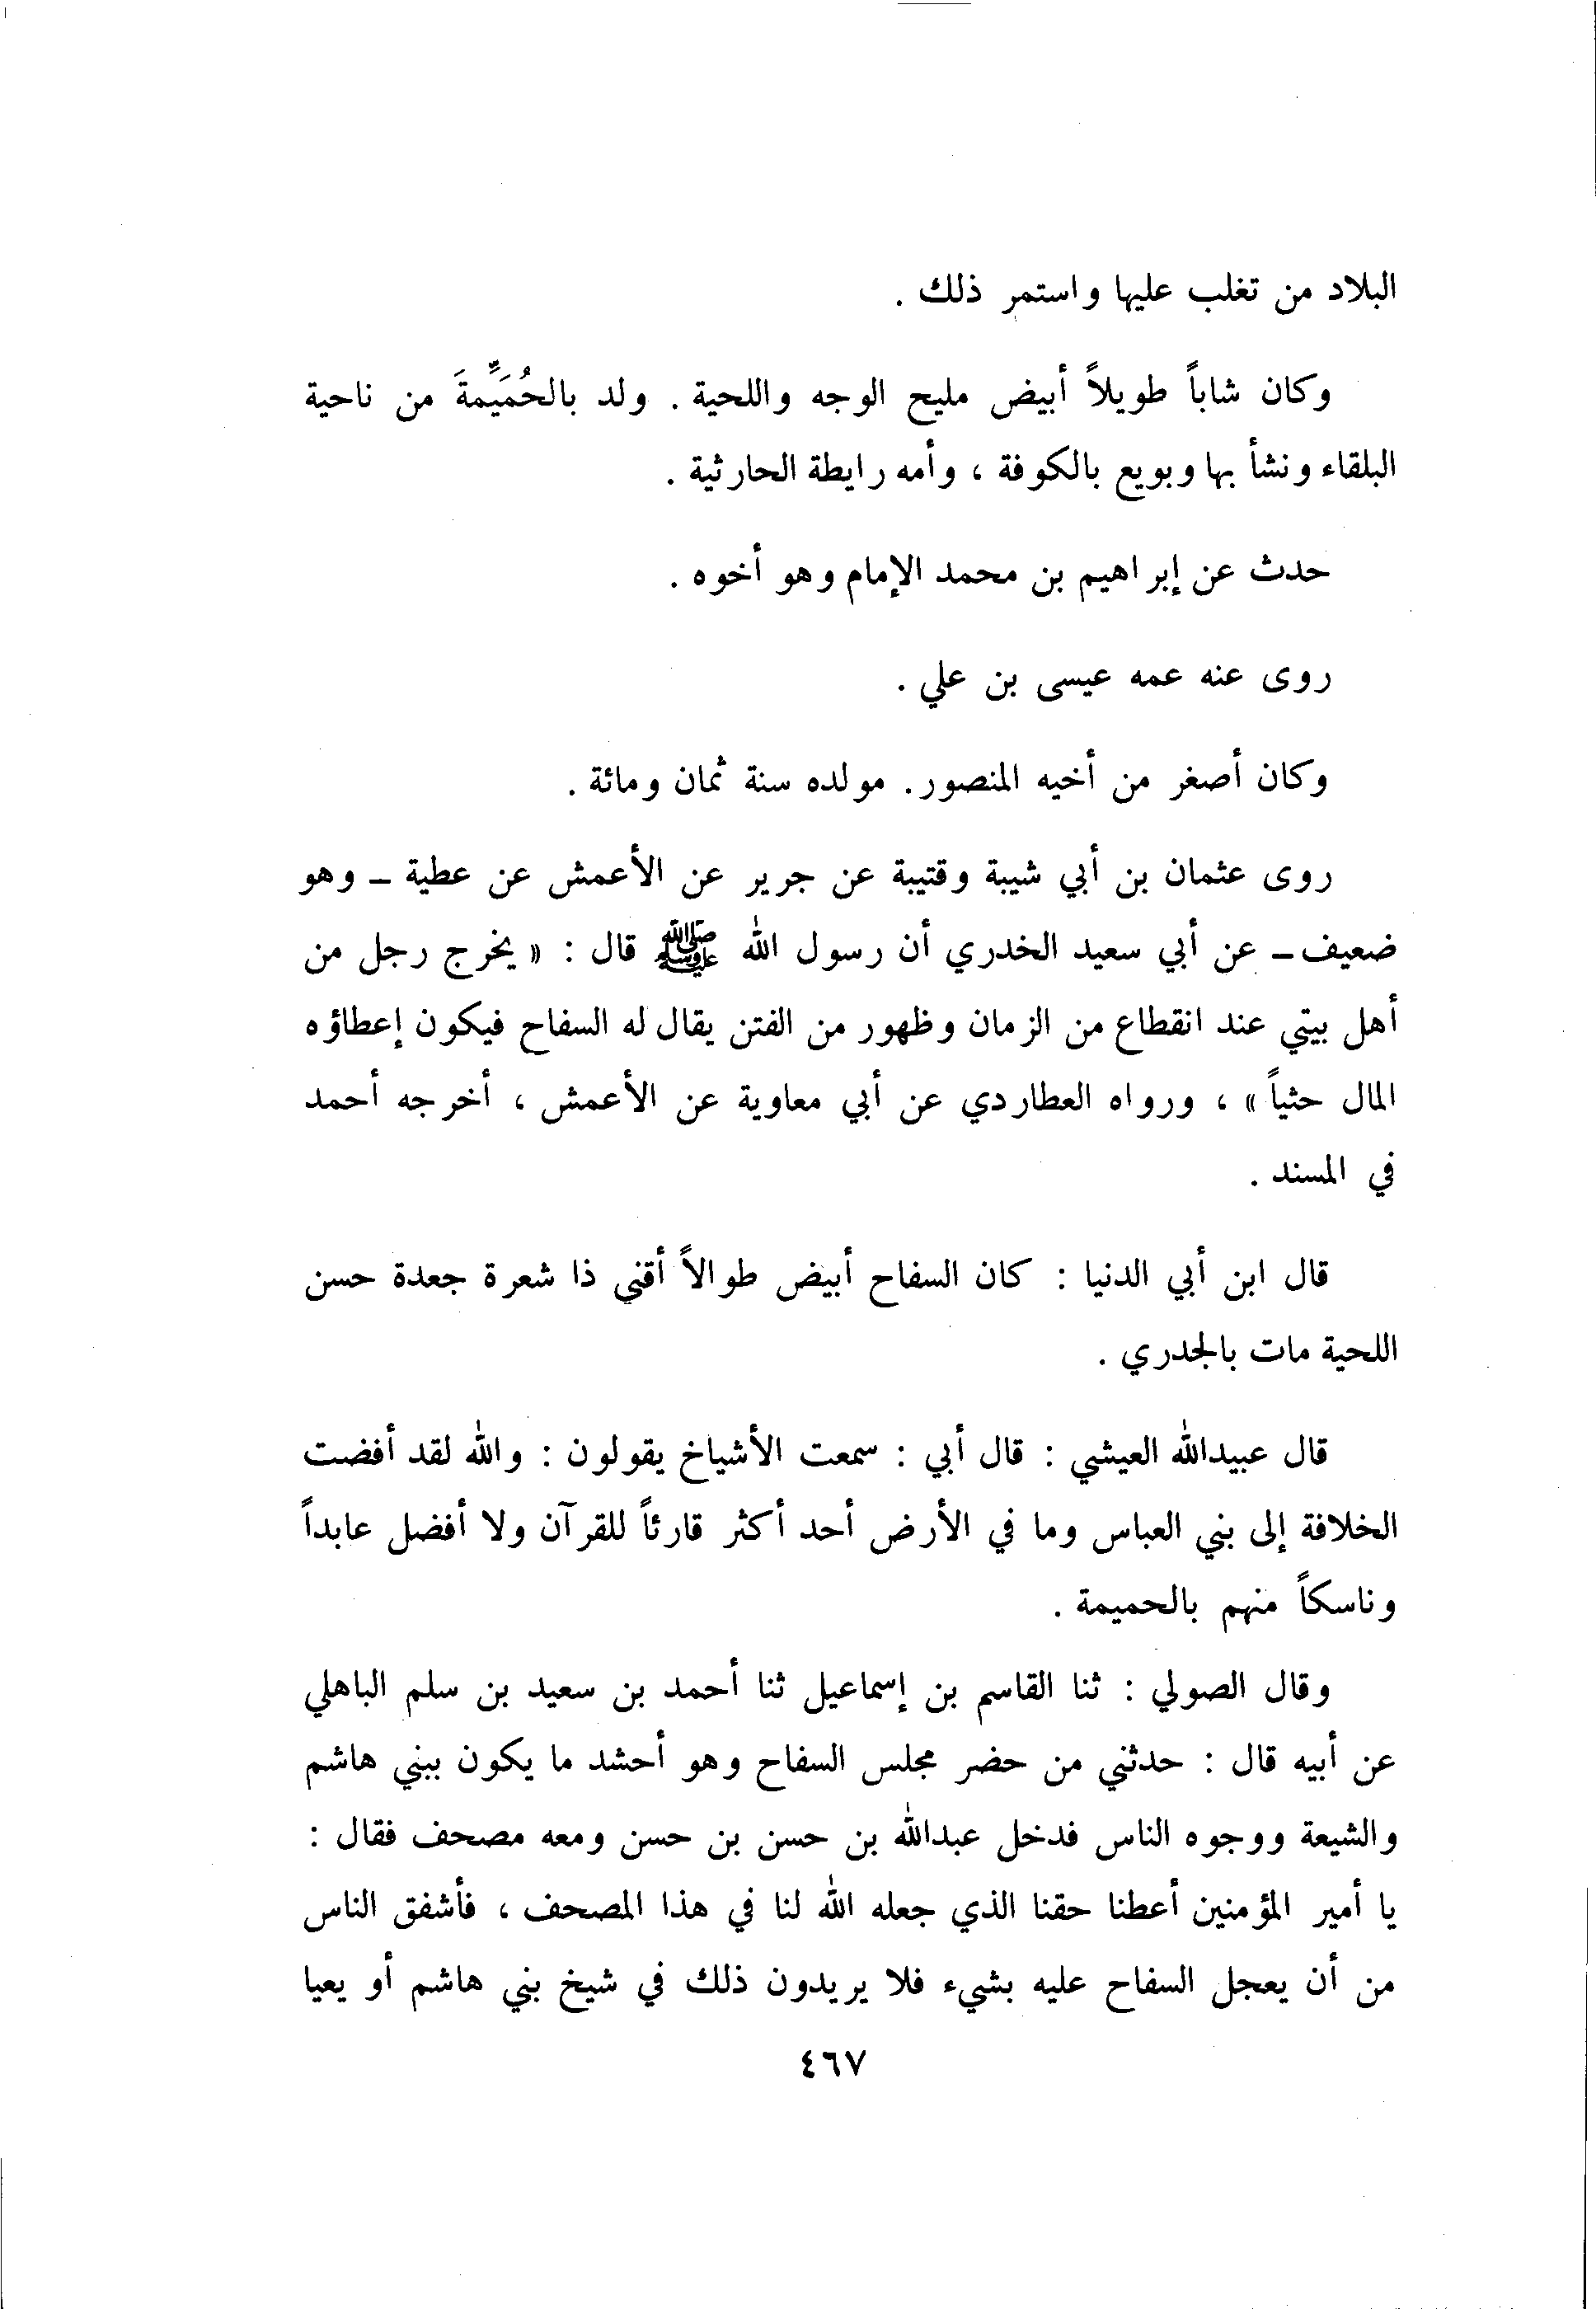 البلاد من تغلب عليها واستمر ذلك .
وكان شاباً طويلاً أبيض مليح الوجه واللحية . ولد بالحُمَيِّمةَ من ناحية
البلقاء ونشأ بها وبويع بالكوفة ، وأمه رايطة الحارثية .
حدث عن إبراهيم بن محمد الإمام وهو أخوه .
روى عنه عمه عيسى بن علي .
وكان أصغر من أخيه المنصور . مولده سنة ثمان ومائة .
روى عثمان بن أبي شيبة وقتيبة عن جرير عن الأعمش عن عطية ــ وهو
ضعيف ــ عن أبي سعيد الخدري أن رسول الله ﷺ قال : « يخرج رجل من
أهل بيتي عند انقطاع من الزمان وظهور من الفتن يقال له السفاح فيكون إعطاؤه
المال حثياً » ، ورواه العطاردي عن أبي معاوية عن الأعمش ، أخرجه أحمد
في المسند .
قال ابن أبي الدنيا : كان السفاح أبيض طوالاً أقنى ذا شعرة جعدة حسن
اللحية مات بالجدري .
قال عبيدالله العيشي : قال أبي : سمعت الأشياخ يقولون : والله لقد أفضت
الخلافة إلى بني العباس وما في الأرض أحد أكثر قارئاً للقرآن ولا أفضل عابداً
وناسكاً منهم بالحميمة .
وقال الصولي : ثنا القاسم بن إسماعيل ثنا أحمد بن سعيد بن سلم الباهلي
عن أبيه قال : حدثني من حضر مجلس السفاح وهو أحشد ما يكون ببني هاشم
والشيعة ووجوه الناس فدخل عبدالله بن حسن بن حسن ومعه مصحف فقال :
يا أمير المؤمنين أعطنا حقنا الذي جعله الله لنا في هذا المصحف ، فأشفق الناس
من أن يعجل السفاح عليه بشيء فلا يريدون ذلك في شيخ بني هاشم أو يعيا
٤٦٧